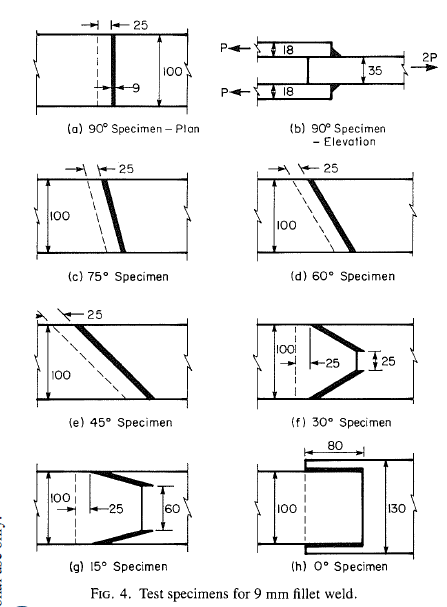 25
100
9
(a) 90° Specimen – Plan
P
18
2P
35
P
18
(b) 90° Specimen
– Elevation
25
100
(c) 75° Specimen
25
100
(d) 60° Specimen
25
100
(e) 45° Specimen
100
25
25
(f) 30° Specimen
100
25
60
(g) 15° Specimen
80
100
130
(h) 0° Specimen
FIG. 4. Test specimens for 9 mm fillet weld.
use only.